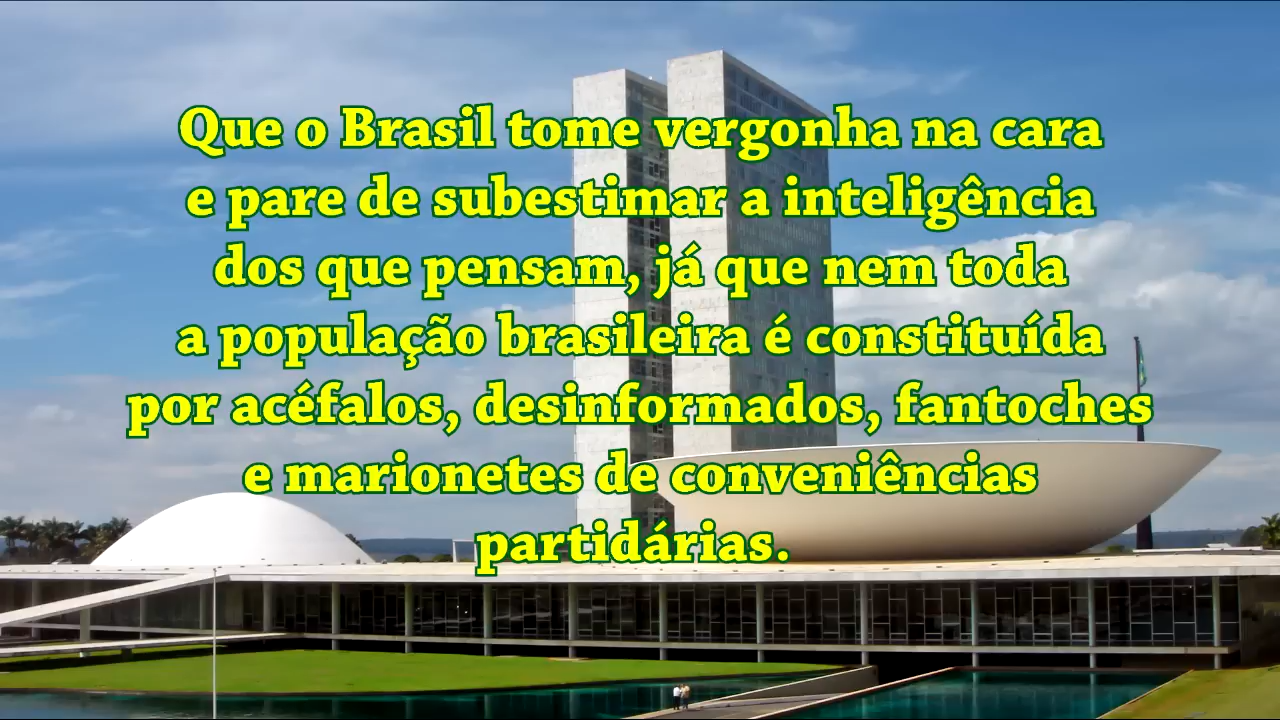 Que o Brasil tome vergonha na cara
e pare de subestimar a inteligência
dos que pensam, já que nem toda
a população brasileira é constituída
por acéfalos, desinformados, fantoches
e marionetes de conveniências
partidárias.